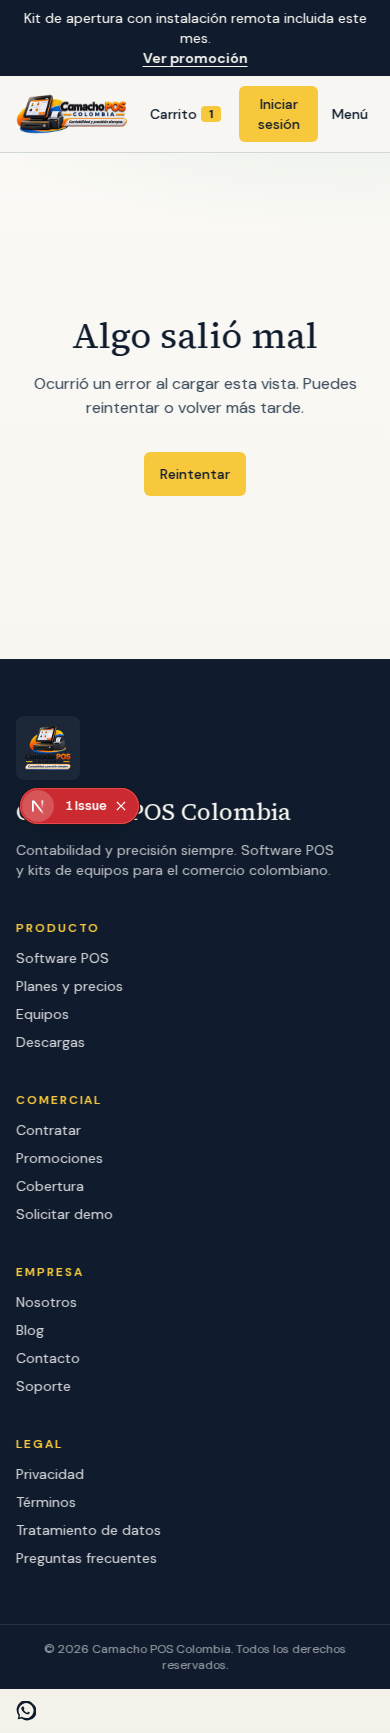 Kit de apertura con instalación remota incluida este
mes.
Ver promoción
CamachoPOS
COLOMBIA
Contabilidad y precisión siempre.
Carrito 1
Iniciar
sesión
Menú
Algo salió mal
Ocurrió un error al cargar esta vista. Puedes
reintentar o volver más tarde.
Reintentar
POS Colombia
N 1 Issue
Contabilidad y precisión siempre. Software POS
y kits de equipos para el comercio colombiano.
PRODUCTO
Software POS
Planes y precios
Equipos
Descargas
COMERCIAL
Contratar
Promociones
Cobertura
Solicitar demo
EMPRESA
Nosotros
Blog
Contacto
Soporte
LEGAL
Privacidad
Términos
Tratamiento de datos
Preguntas frecuentes
© 2026 Camacho POS Colombia. Todos los derechos
reservados.